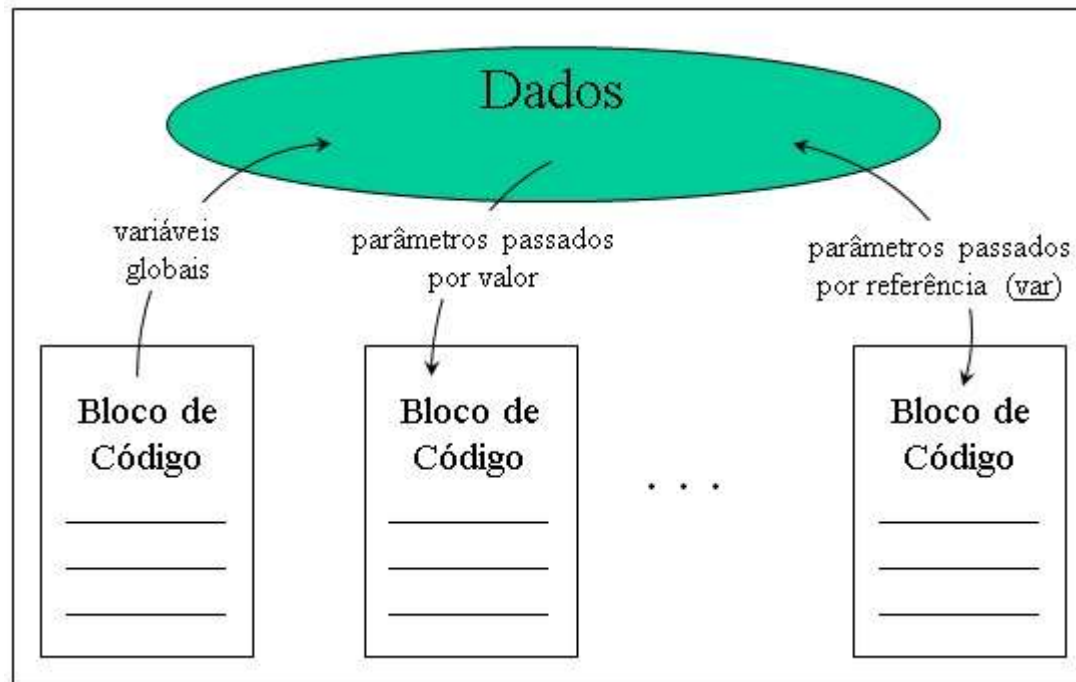 Dados
variáveis
globais
parâmetros passados
por valor
parâmetros passados
por referência (var)
Bloco de
Código
Bloco de
Código
. . .
Bloco de
Código